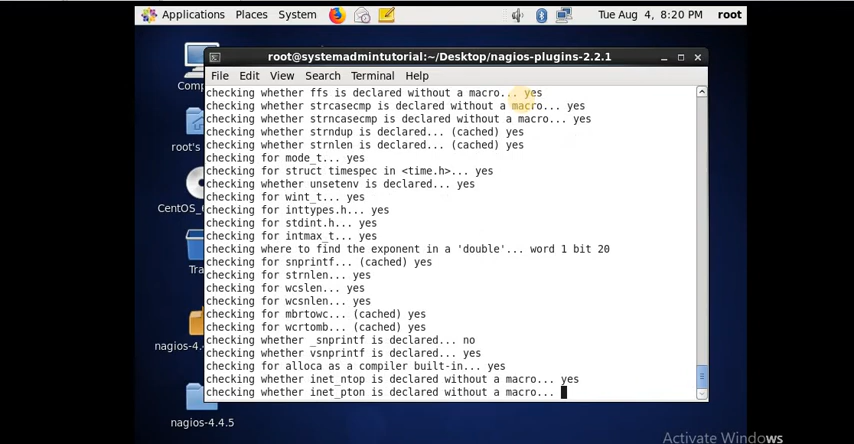 Applications Places System Tue Aug 4, 8:20 PM root
root@systemadmintutorial:~/Desktop/nagios-plugins-2.2.1
File Edit View Search Terminal Help
checking whether ffs is declared without a macro... yes
checking whether strcasecmp is declared without a macro... yes
checking whether strncasecmp is declared without a macro... yes
checking whether strndup is declared... (cached) yes
checking whether strnlen is declared... (cached) yes
checking for mode_t... yes
checking for struct timespec in <time.h>... yes
checking whether unsetenv is declared... yes
checking for wint_t... yes
checking for inttypes.h... yes
checking for stdint.h... yes
checking for intmax_t... yes
checking where to find the exponent in a 'double'... word 1 bit 20
checking for snprintf... (cached) yes
checking for strnlen... yes
checking for wcslen... yes
checking for wcsnlen... yes
checking for mbrtowc... (cached) yes
checking for wcrtomb... (cached) yes
checking whether _snprintf is declared... no
checking whether vsnprintf is declared... yes
checking for alloca as a compiler built-in... yes
checking whether inet_ntop is declared without a macro... yes
checking whether inet_pton is declared without a macro...
Comp
root's
CentOS_
Tra
nagios-4.
nagios-4.4.5
Activate Windows